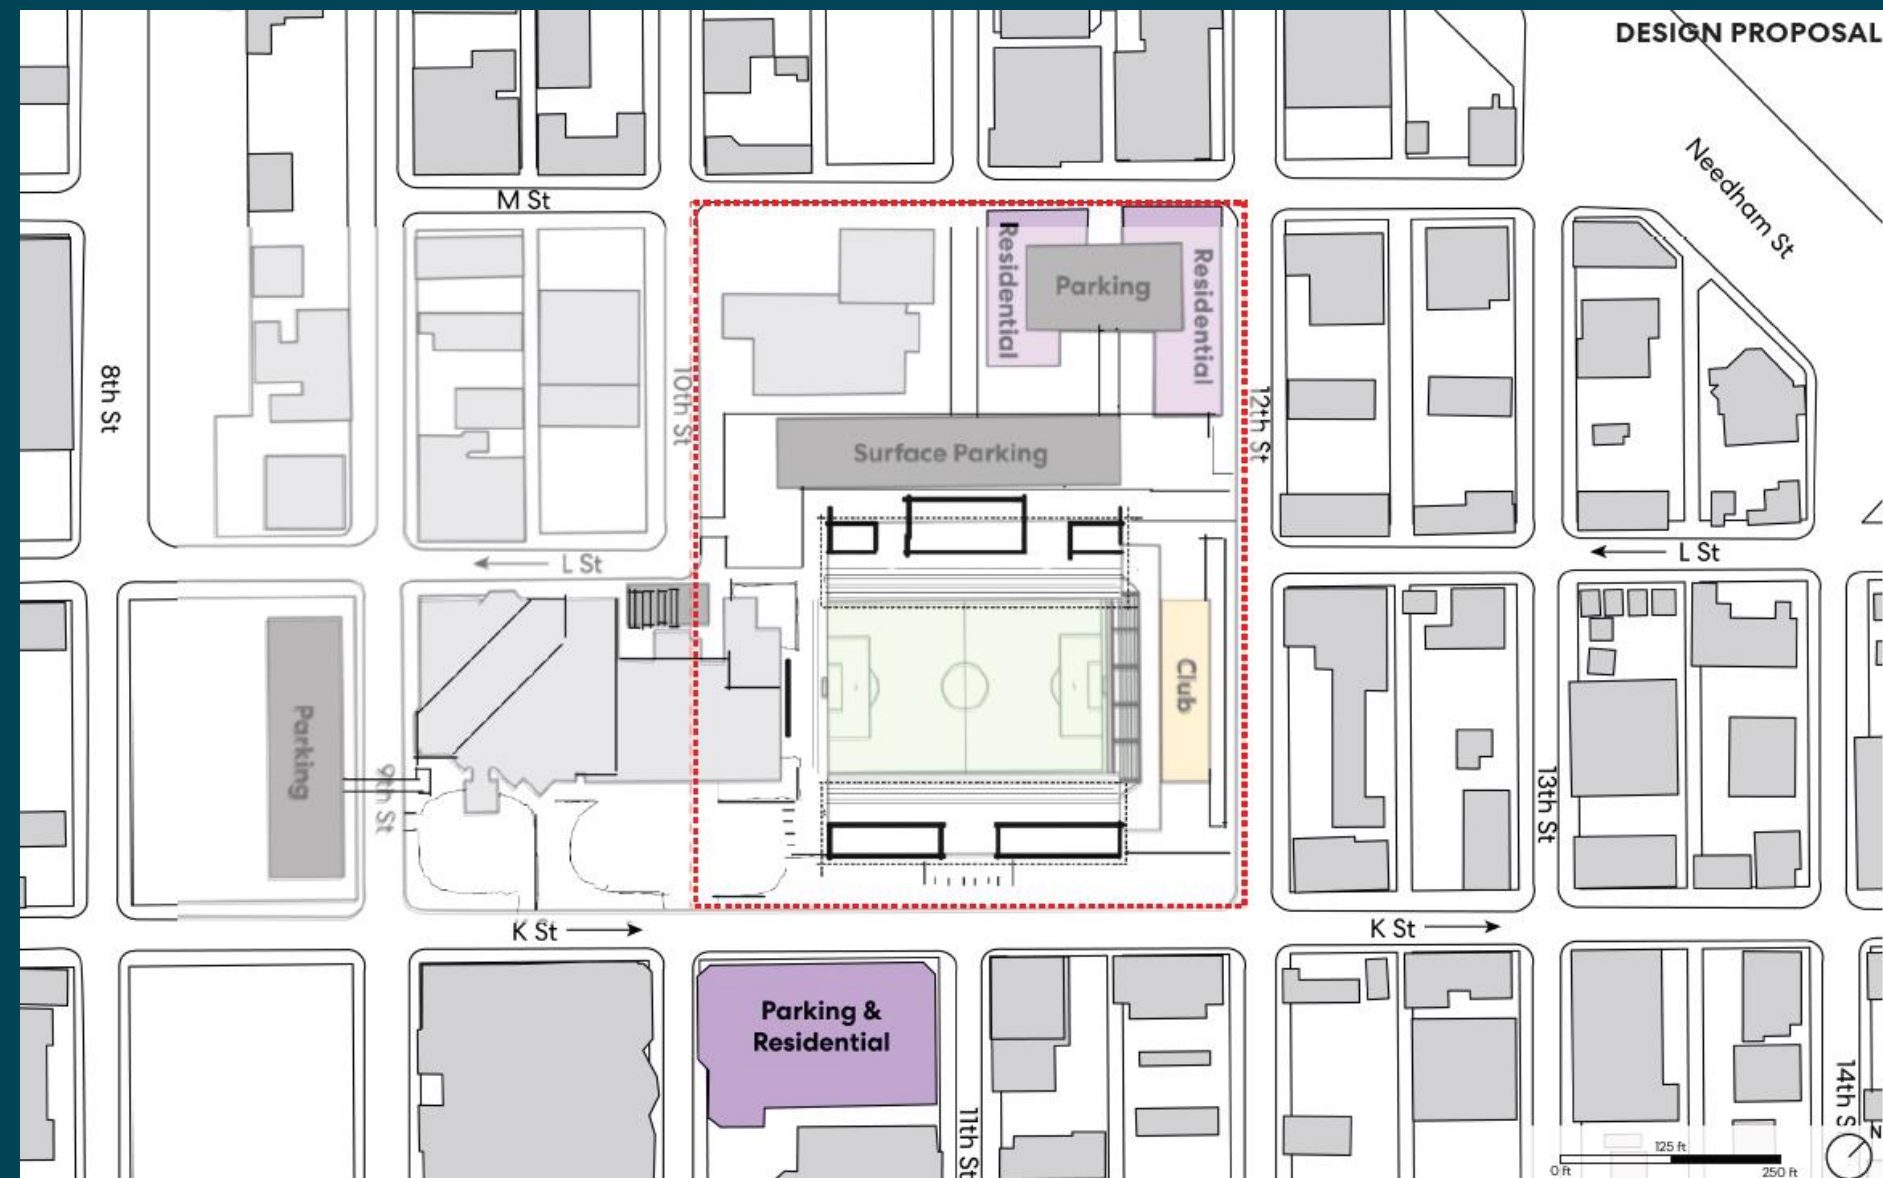 DESIGN PROPOSAL
Needham St
M St
Residential
Residential
Parking
8th St
10th St
12th St
Surface Parking
L St
L St
Club
Parking
9th St
13th St
K St
K St
Parking &
Residential
11th St
14th S
N
125 ft
0 ft
250 ft